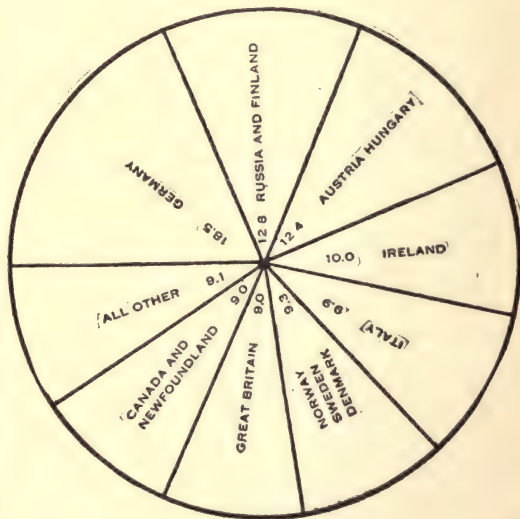 RUSSIA AND FINLAND
12.8
AUSTRIA HUNGARY
12.4
IRELAND
10.0
ITALY
9.9
NORWAY
SWEDEN
DENMARK
9.3
GREAT BRITAIN
9.0
CANADA AND
NEWFOUNDLAND
9.0
ALL OTHER
9.1
GERMANY
18.5